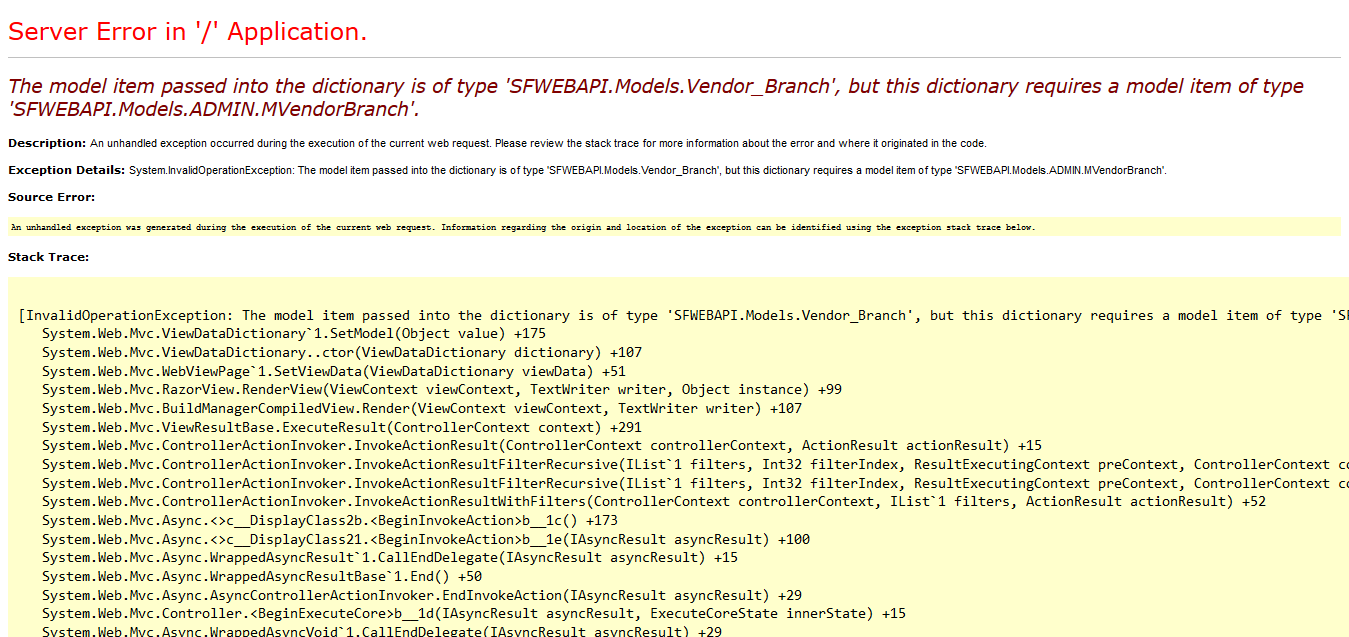 Server Error in '/' Application.
The model item passed into the dictionary is of type 'SFWEBAPI.Models.Vendor_Branch', but this dictionary requires a model item of type
'SFWEBAPI.Models.ADMIN.MVendorBranch'.
Description: An unhandled exception occurred during the execution of the current web request. Please review the stack trace for more information about the error and where it originated in the code.
Exception Details: System.InvalidOperationException: The model item passed into the dictionary is of type 'SFWEBAPI.Models.Vendor_Branch', but this dictionary requires a model item of type 'SFWEBAPI.Models.ADMIN.MVendorBranch'.
Source Error:
An unhandled exception was generated during the execution of the current web request. Information regarding the origin and location of the exception can be identified using the exception stack trace below.
Stack Trace:
[InvalidOperationException: The model item passed into the dictionary is of type 'SFWEBAPI.Models.Vendor_Branch', but this dictionary requires a model item of type
System.Web.Mvc.ViewDataDictionary`1.SetModel(Object value) +175
System.Web.Mvc.ViewDataDictionary..ctor(ViewDataDictionary dictionary) +107
System.Web.Mvc.WebViewPage`1.SetViewData(ViewDataDictionary viewData) +51
System.Web.Mvc.RazorView.RenderView(ViewContext viewContext, TextWriter writer, Object instance) +99
System.Web.Mvc.BuildManagerCompiledView.Render(ViewContext viewContext, TextWriter writer) +107
System.Web.Mvc.ViewResultBase.ExecuteResult(ControllerContext context) +291
System.Web.Mvc.ControllerActionInvoker.InvokeActionResult(ControllerContext controllerContext, ActionResult actionResult) +15
System.Web.Mvc.ControllerActionInvoker.InvokeActionResultFilterRecursive(IList`1 filters, Int32 filterIndex, ResultExecutingContext preContext, ControllerContext
System.Web.Mvc.ControllerActionInvoker.InvokeActionResultFilterRecursive(IList`1 filters, Int32 filterIndex, ResultExecutingContext preContext, ControllerContext
System.Web.Mvc.ControllerActionInvoker.InvokeActionResultWithFilters(ControllerContext controllerContext, IList`1 filters, ActionResult actionResult) +52
System.Web.Mvc.Async.<>c__DisplayClass2b.<BeginInvokeAction>b__1c() +173
System.Web.Mvc.Async.<>c__DisplayClass21.<BeginInvokeAction>b__1e(IAsyncResult asyncResult) +100
System.Web.Mvc.Async.WrappedAsyncResult`1.CallEndDelegate(IAsyncResult asyncResult) +15
System.Web.Mvc.Async.WrappedAsyncResultBase`1.End() +50
System.Web.Mvc.Async.AsyncControllerActionInvoker.EndInvokeAction(IAsyncResult asyncResult) +29
System.Web.Mvc.Controller.<BeginExecuteCore>b__1d(IAsyncResult asyncResult, ExecuteCoreState innerState) +15
System.Web.Mvc.Async.WrappedAsyncVoid`1.CallEndDelegate(IAsyncResult asyncResult) +29